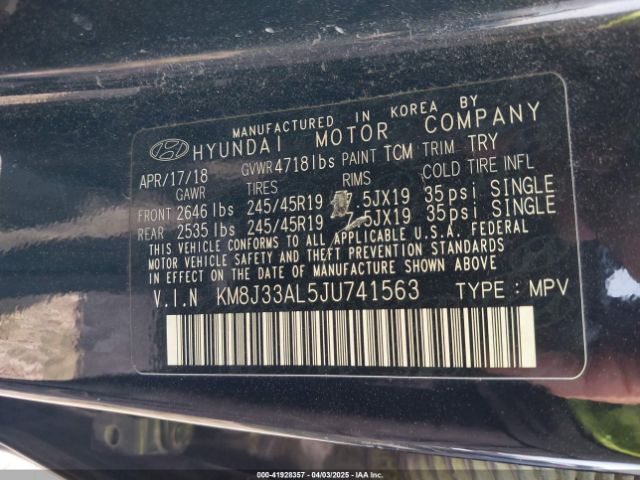 MANUFACTURED IN KOREA BY
HYUNDAI MOTOR COMPANY
APR/17/18 GVWR 4718 lbs PAINT TCM TRIM TRY
GAWR TIRES RIMS COLD TIRE INFL
FRONT 2646 lbs 245/45R19 7.5JX19 35 psi SINGLE
REAR 2535 lbs 245/45R19 7.5JX19 35 psi SINGLE
THIS VEHICLE CONFORMS TO ALL APPLICABLE U.S.A. FEDERAL
MOTOR VEHICLE SAFETY, BUMPER, AND THEFT PREVENTION STANDARDS
IN EFFECT ON THE DATE OF MANUFACTURE SHOWN ABOVE
V.I.N KM8J33AL5JU741563 TYPE : MPV
000-41928357 - 04/03/2025 - IAA Inc.